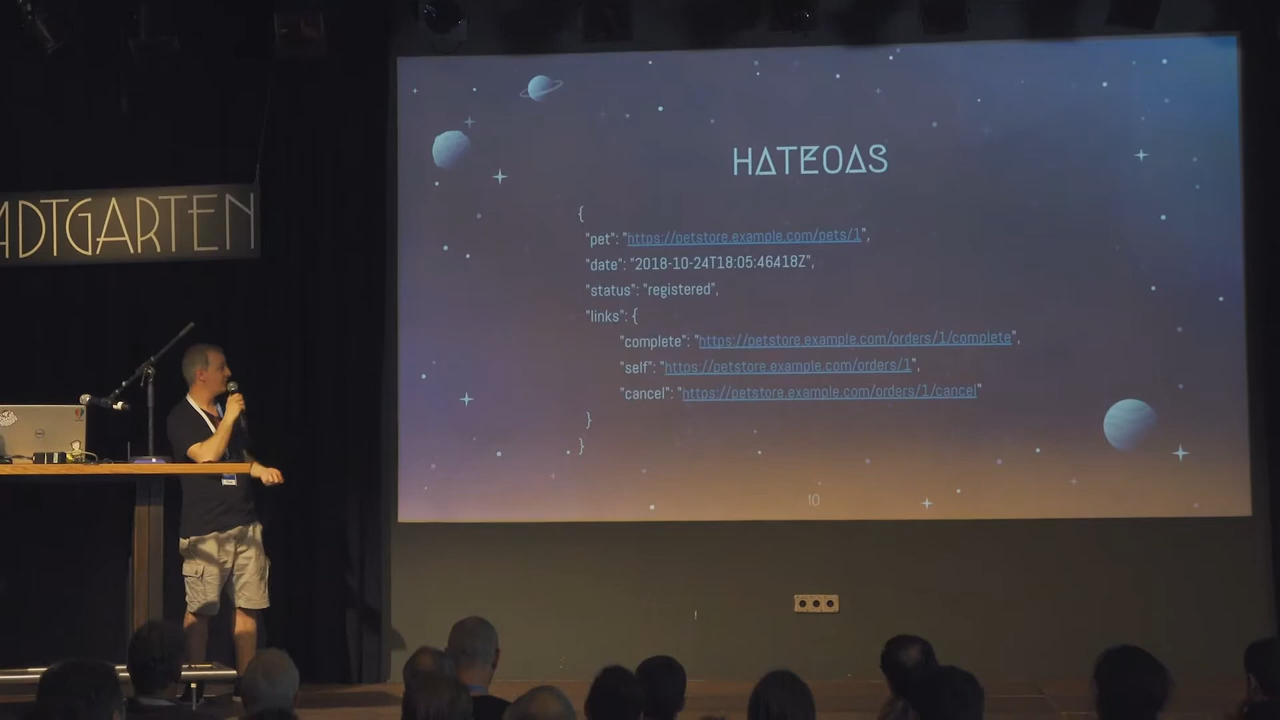 ADTGARTEN
HATEOAS
{
"pet": "https://petstore.example.com/pets/1",
"date": "2018-10-24T18:05:46418Z",
"status": "registered",
"links": {
"complete": "https://petstore.example.com/orders/1/complete",
"self": "https://petstore.example.com/orders/1",
"cancel": "https://petstore.example.com/orders/1/cancel"
}
}
10